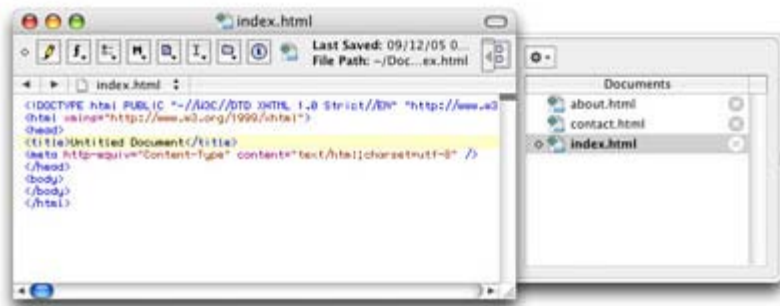 index.html
Last Saved: 09/12/05 0...
File Path: ~/Doc...ex.html
index.html
<!DOCTYPE html PUBLIC "-//W3C//DTD XHTML 1.0 Strict//EN" "http://www.w3
<html xmlns="http://www.w3.org/1999/xhtml">
<head>
<title>Untitled Document</title>
<meta http-equiv="Content-Type" content="text/html;charset=utf-8" />
</head>
<body>
</body>
</html>
Documents
about.html
contact.html
index.html